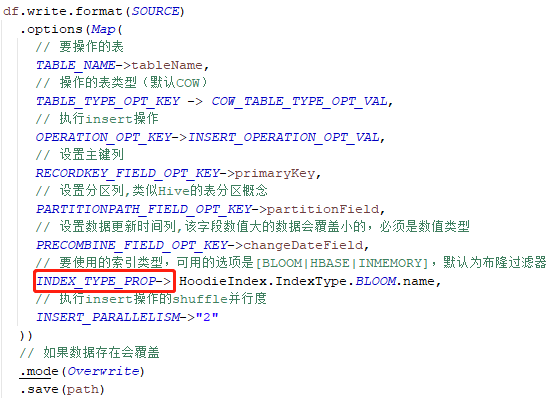 df.write.format(SOURCE)
.options(Map(
// 要操作的表
TABLE_NAME->tableName,
// 操作的表类型（默认COW）
TABLE_TYPE_OPT_KEY -> COW_TABLE_TYPE_OPT_VAL,
// 执行insert操作
OPERATION_OPT_KEY->INSERT_OPERATION_OPT_VAL,
// 设置主键列
RECORDKEY_FIELD_OPT_KEY->primaryKey,
// 设置分区列,类似Hive的表分区概念
PARTITIONPATH_FIELD_OPT_KEY->partitionField,
// 设置数据更新时间列,该字段数值大的数据会覆盖小的，必须是数值类型
PRECOMBINE_FIELD_OPT_KEY->changeDateField,
// 要使用的索引类型，可用的选项是[BLOOM|HBASE|INMEMORY]，默认为布隆过滤器
INDEX_TYPE_PROP-> HoodieIndex.IndexType.BLOOM.name,
// 执行insert操作的shuffle并行度
INSERT_PARALLELISM->"2"
))
// 如果数据存在会覆盖
.mode(Overwrite)
.save(path)